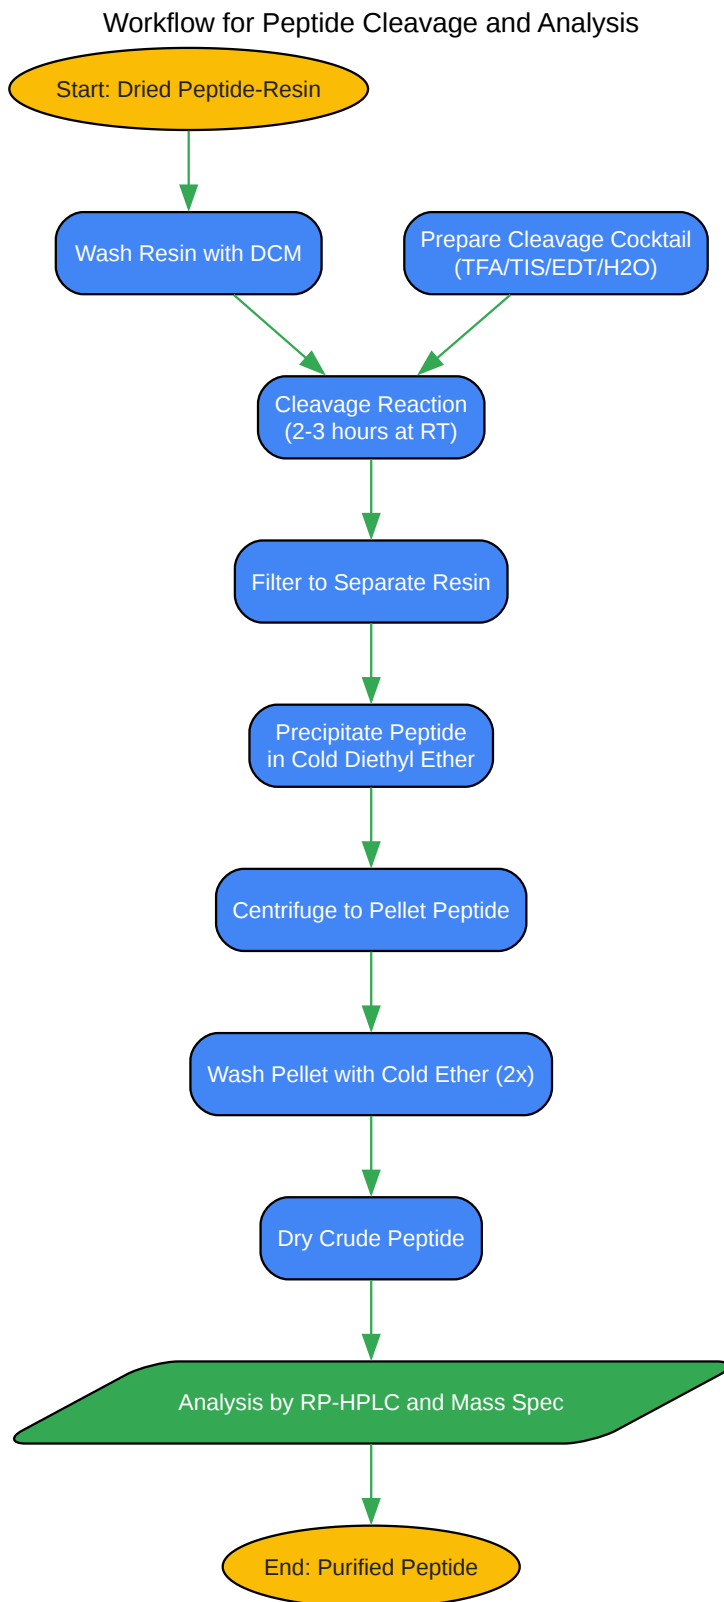 Workflow for Peptide Cleavage and Analysis
Start: Dried Peptide-Resin
Wash Resin with DCM
Prepare Cleavage Cocktail
(TFA/TIS/EDT/H2O)
Cleavage Reaction
(2-3 hours at RT)
Filter to Separate Resin
Precipitate Peptide
in Cold Diethyl Ether
Centrifuge to Pellet Peptide
Wash Pellet with Cold Ether (2x)
Dry Crude Peptide
Analysis by RP-HPLC and Mass Spec
End: Purified Peptide